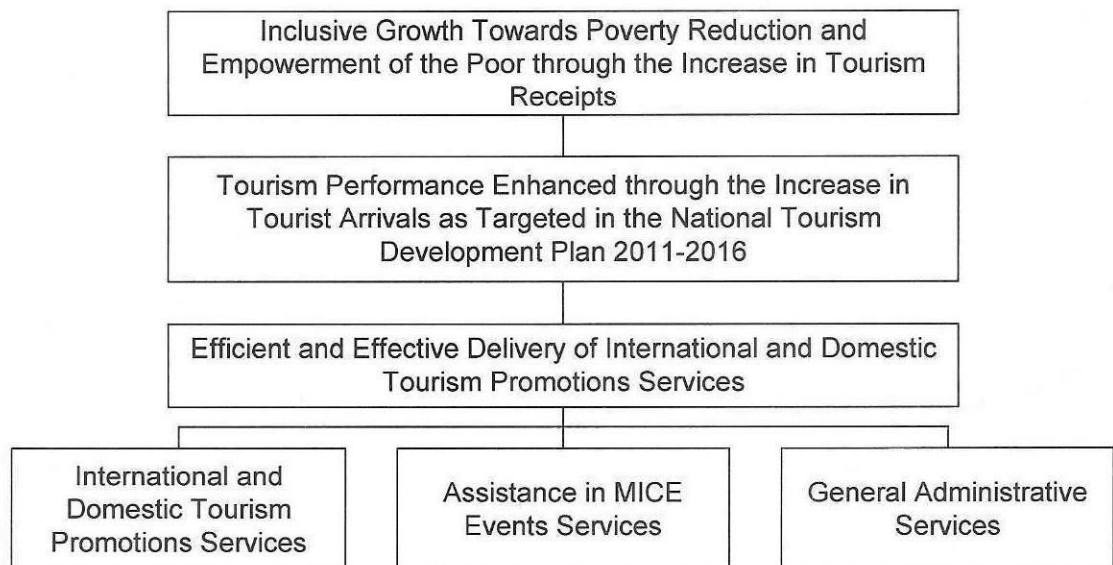 Inclusive Growth Towards Poverty Reduction and
Empowerment of the Poor through the Increase in Tourism
Receipts
Tourism Performance Enhanced through the Increase in
Tourist Arrivals as Targeted in the National Tourism
Development Plan 2011-2016
Efficient and Effective Delivery of International and Domestic
Tourism Promotions Services
International and
Domestic Tourism
Promotions Services
Assistance in MICE
Events Services
General Administrative
Services